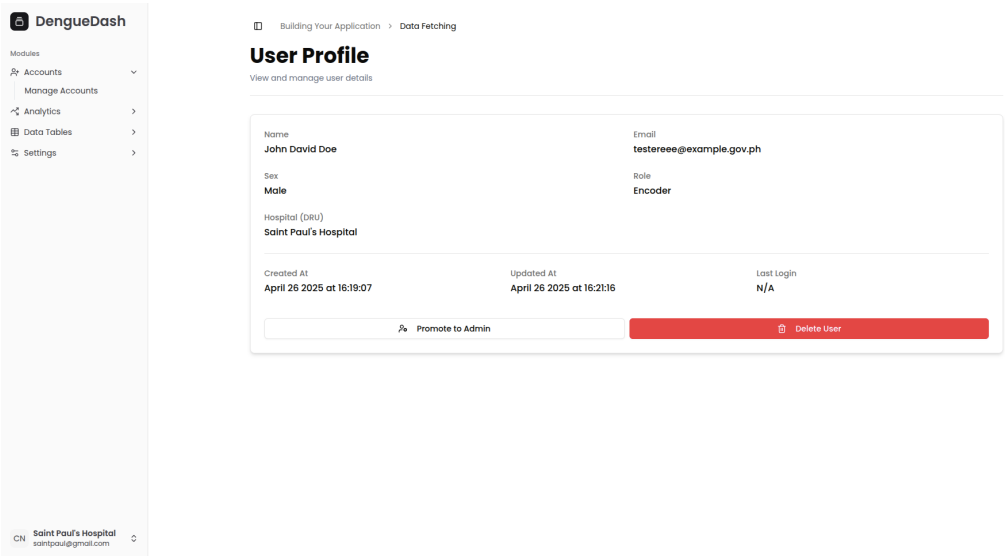 DengueDash
Modules
Accounts
Manage Accounts
Analytics
Data Tables
Settings
CN
Saint Paul's Hospital
saintpaul@gmail.com
Building Your Application > Data Fetching
User Profile
View and manage user details
Name
John David Doe
Email
testereee@example.gov.ph
Sex
Male
Role
Encoder
Hospital (DRU)
Saint Paul's Hospital
Created At
April 26 2025 at 16:19:07
Updated At
April 26 2025 at 16:21:16
Last Login
N/A
Promote to Admin
Delete User